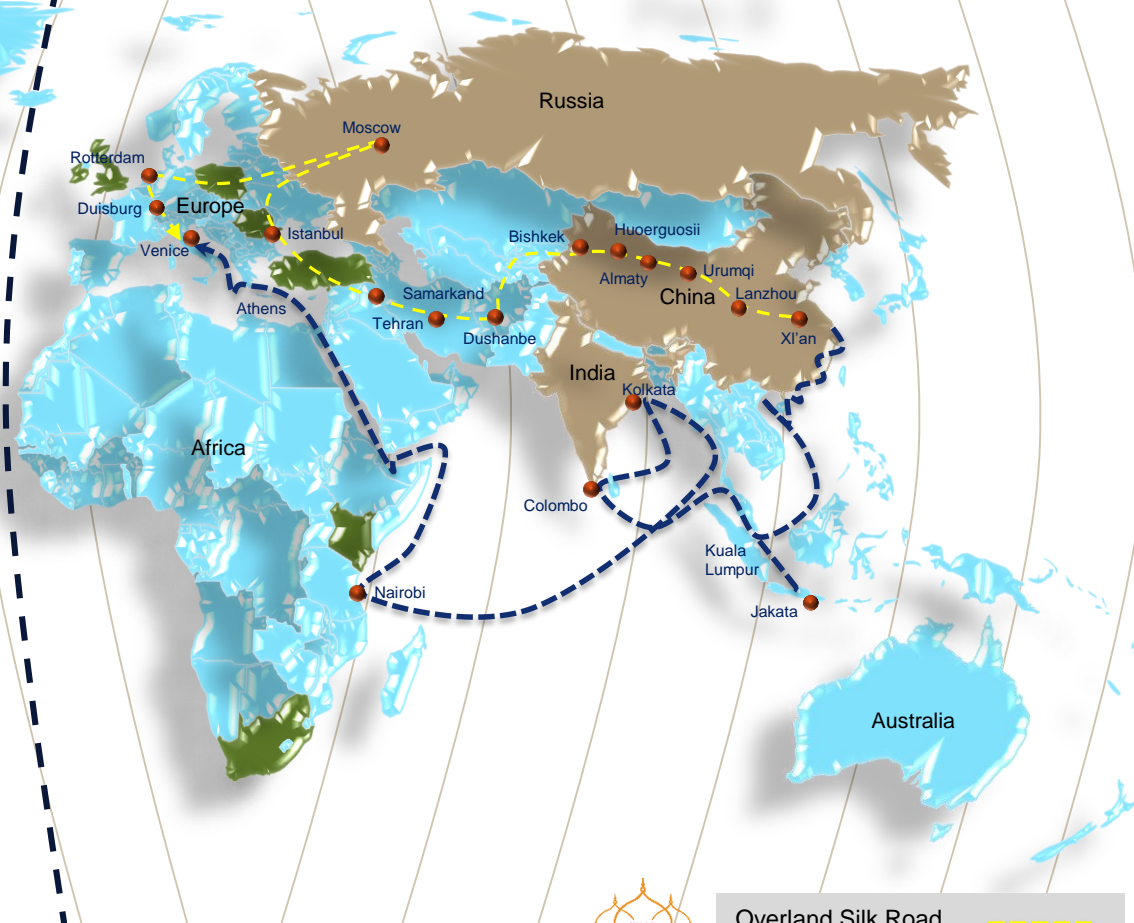 Russia
Moscow
Rotterdam
Duisburg
Europe
Istanbul
Venice
Bishkek
Huoerguosii
Almaty
Urumqi
China
Lanzhou
Samarkand
Athens
Tehran
Dushanbe
XI'an
India
Kolkata
Africa
Colombo
Kuala
Lumpur
Nairobi
Jakata
Australia
Overland Silk Road